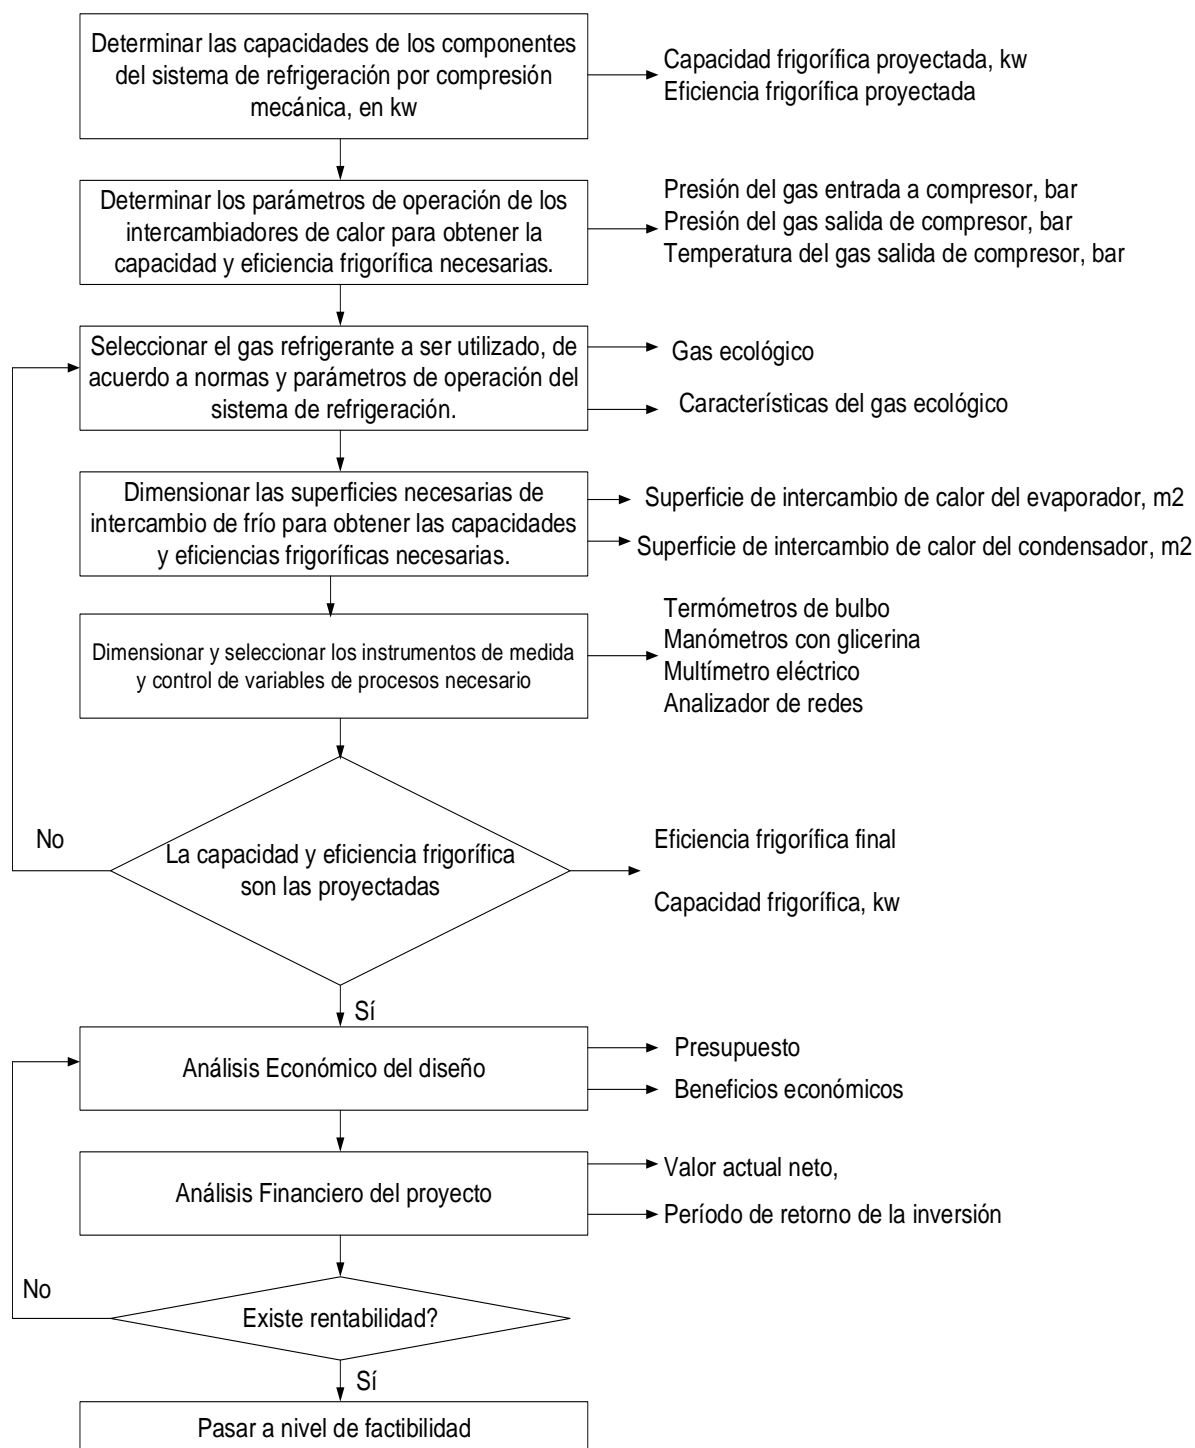 Determinar las capacidades de los componentes
del sistema de refrigeración por compresión
mecánica, en kw
Capacidad frigorífica proyectada, kw
Eficiencia frigorífica proyectada
Determinar los parámetros de operación de los
intercambiadores de calor para obtener la
capacidad y eficiencia frigorífica necesarias.
Presión del gas entrada a compresor, bar
Presión del gas salida de compresor, bar
Temperatura del gas salida de compresor, bar
Seleccionar el gas refrigerante a ser utilizado, de
acuerdo a normas y parámetros de operación del
sistema de refrigeración.
Gas ecológico
Características del gas ecológico
Dimensionar las superficies necesarias de
intercambio de frío para obtener las capacidades
y eficiencias frigoríficas necesarias.
Superficie de intercambio de calor del evaporador, m2
Superficie de intercambio de calor del condensador, m2
Dimensionar y seleccionar los instrumentos de medida
y control de variables de procesos necesario
Termómetros de bulbo
Manómetros con glicerina
Multímetro eléctrico
Analizador de redes
No
La capacidad y eficiencia frigorífica
son las proyectadas
Eficiencia frigorífica final
Capacidad frigorífica, kw
Sí
Análisis Económico del diseño
Presupuesto
Beneficios económicos
Análisis Financiero del proyecto
Valor actual neto,
Período de retorno de la inversión
No
Existe rentabilidad?
Sí
Pasar a nivel de factibilidad